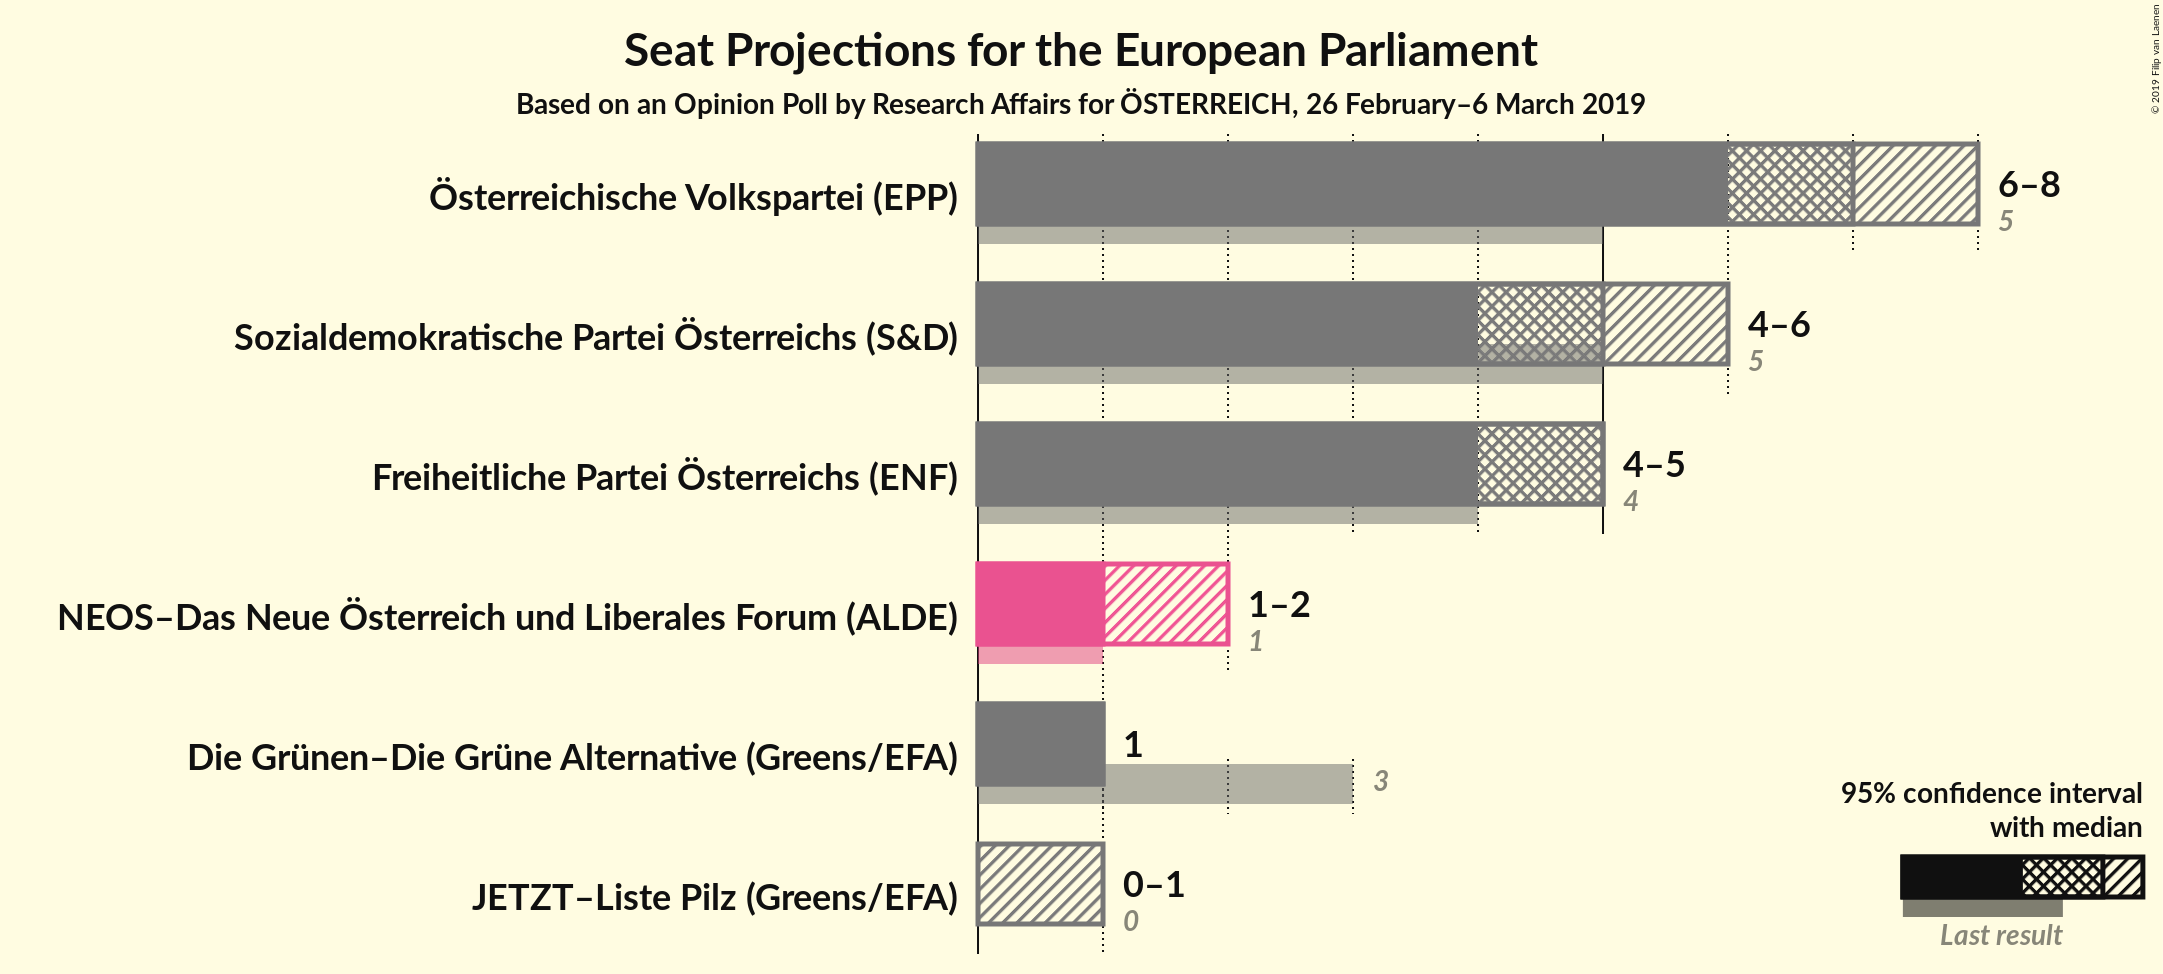 Seat Projections for the European Parliament
Based on an Opinion Poll by Research Affairs for ÖSTERREICH, 26 February–6 March 2019
© 2019 Filip van Laenen
Österreichische Volkspartei (EPP)
6–8
5
Sozialdemokratische Partei Österreichs (S&D)
4–6
5
Freiheitliche Partei Österreichs (ENF)
4–5
4
NEOS–Das Neue Österreich und Liberales Forum (ALDE)
1–2
1
Die Grünen–Die Grüne Alternative (Greens/EFA)
1
3
JETZT–Liste Pilz (Greens/EFA)
0–1
0
95% confidence interval
with median
Last result